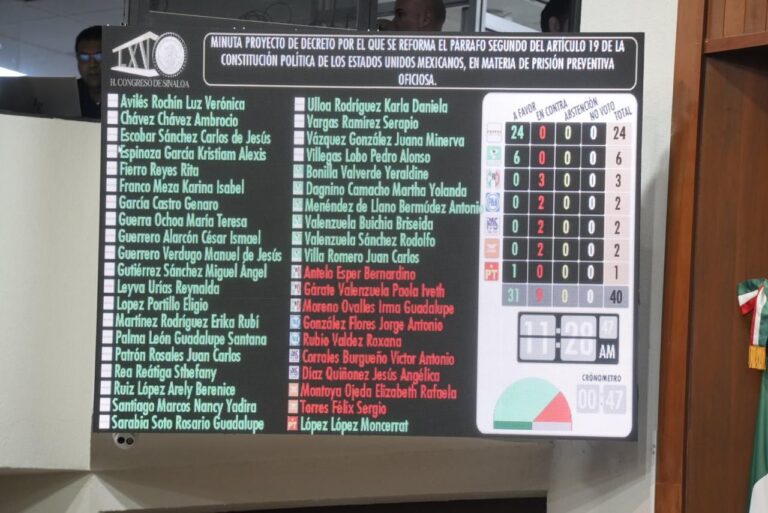 LXV
H. CONGRESO DE SINALOA
MINUTA PROYECTO DE DECRETO POR EL QUE SE REFORMA EL PÁRRAFO SEGUNDO DEL ARTÍCULO 19 DE LA
CONSTITUCIÓN POLÍTICA DE LOS ESTADOS UNIDOS MEXICANOS, EN MATERIA DE PRISIÓN PREVENTIVA
OFICIOSA.
Avilés Rochín Luz Verónica
Chávez Chávez Ambrocio
Escobar Sánchez Carlos de Jesús
Espinoza García Kristiam Alexis
Fierro Reyes Rita
Franco Meza Karina Isabel
García Castro Genaro
Guerra Ochoa María Teresa
Guerrero Alarcón César Ismael
Guerrero Verdugo Manuel de Jesús
Gutiérrez Sánchez Miguel Ángel
Leyva Urías Reynalda
Lopez Portillo Eligio
Martínez Rodríguez Erika Rubí
Palma León Guadalupe Santana
Patrón Rosales Juan Carlos
Rea Reátiga Sthefany
Ruiz López Arely Berenice
Santiago Marcos Nancy Yadira
Sarabia Soto Rosario Guadalupe
Ulloa Rodríguez Karla Daniela
Vargas Ramírez Serapio
Vázquez González Juana Minerva
Villegas Lobo Pedro Alonso
Bonilla Valverde Yeraldine
Dagnino Camacho Martha Yolanda
Menéndez de Llano Bermúdez Antonio
Valenzuela Buichia Briseida
Valenzuela Sánchez Rodolfo
Villa Romero Juan Carlos
Antelo Esper Bernardino
Gárate Valenzuela Paola Iveth
Moreno Ovalles Irma Guadalupe
González Flores Jorge Antonio
Rubio Valdez Roxana
Corrales Burgueño Víctor Antonio
Díaz Quiñonez Jesús Angélica
Montoya Ojeda Elizabeth Rafaela
Torres Félix Sergio
López López Moncerrat
A FAVOR EN CONTRA ABSTENCIÓN NO VOTO TOTAL
24 0 0 0 24
6 0 0 0 6
0 3 0 0 3
PAN 0 2 0 0 2
PAS 0 2 0 0 2
0 2 0 0 2
PT 1 0 0 0 1
31 9 0 0 40
11:28 47 AM
CRÓNOMETRO
00:47